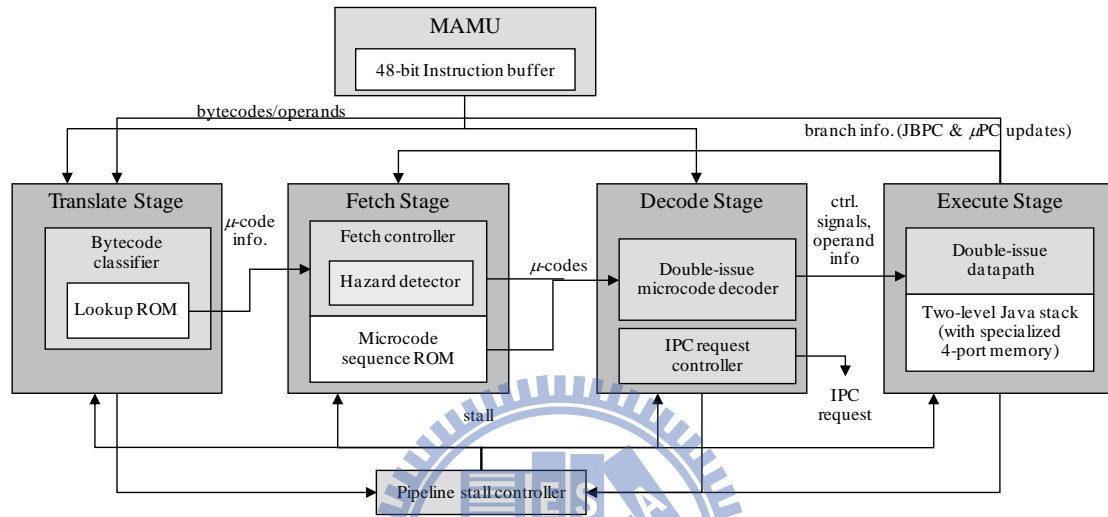 MAMU
48-bit Instruction buffer
bytecodes/operands
branch info. (JBPC & μPC updates)
Translate Stage
Bytecode
classifier
Lookup ROM
μ-code
info.
Fetch Stage
Fetch controller
Hazard detector
Microcode
sequence ROM
μ-codes
Decode Stage
Double-issue
microcode decoder
IPC request
controller
IPC
request
ctrl.
signals,
operand
info
Execute Stage
Double-issue
datapath
Two-level Java stack
(with specialized
4-port memory)
stall
Pipeline stall controller
E S A